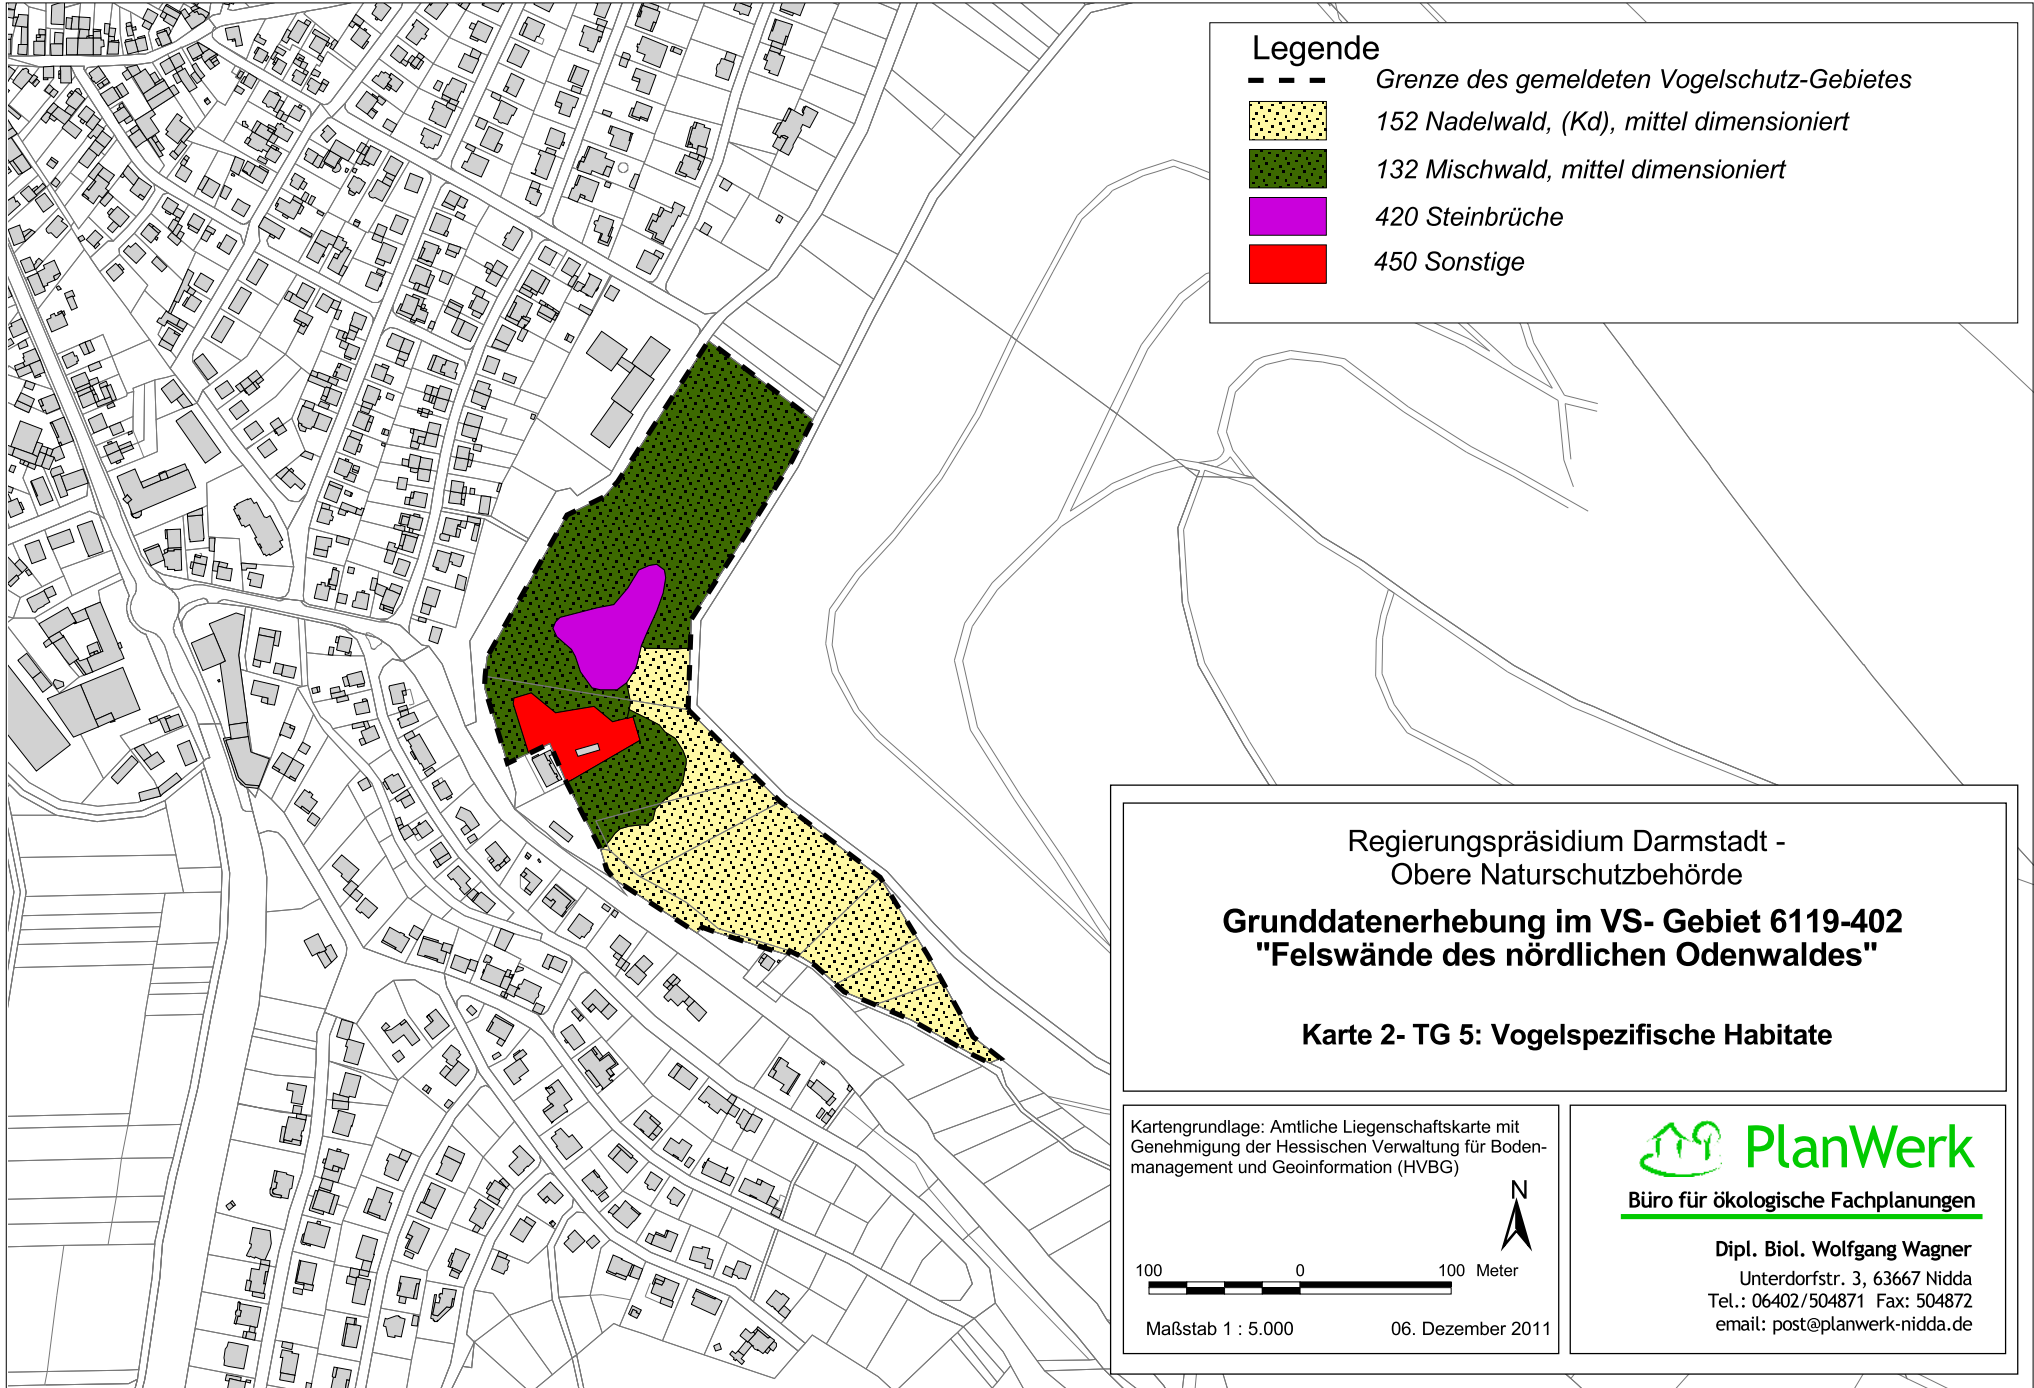 Legende
Grenze des gemeldeten Vogelschutz-Gebietes
152 Nadelwald, (Kd), mittel dimensioniert
132 Mischwald, mittel dimensioniert
420 Steinbrüche
450 Sonstige
Regierungspräsidium Darmstadt -
Obere Naturschutzbehörde
Grunddatenerhebung im VS- Gebiet 6119-402
"Felswände des nördlichen Odenwaldes"
Karte 2- TG 5: Vogelspezifische Habitate
Kartengrundlage: Amtliche Liegenschaftskarte mit
Genehmigung der Hessischen Verwaltung für Boden-
management und Geoinformation (HVBG)
N
100 0 100 Meter
Maßstab 1 : 5.000 06. Dezember 2011
PlanWerk
Büro für ökologische Fachplanungen
Dipl. Biol. Wolfgang Wagner
Unterdorfstr. 3, 63667 Nidda
Tel.: 06402/504871 Fax: 504872
email: post@planwerk-nidda.de